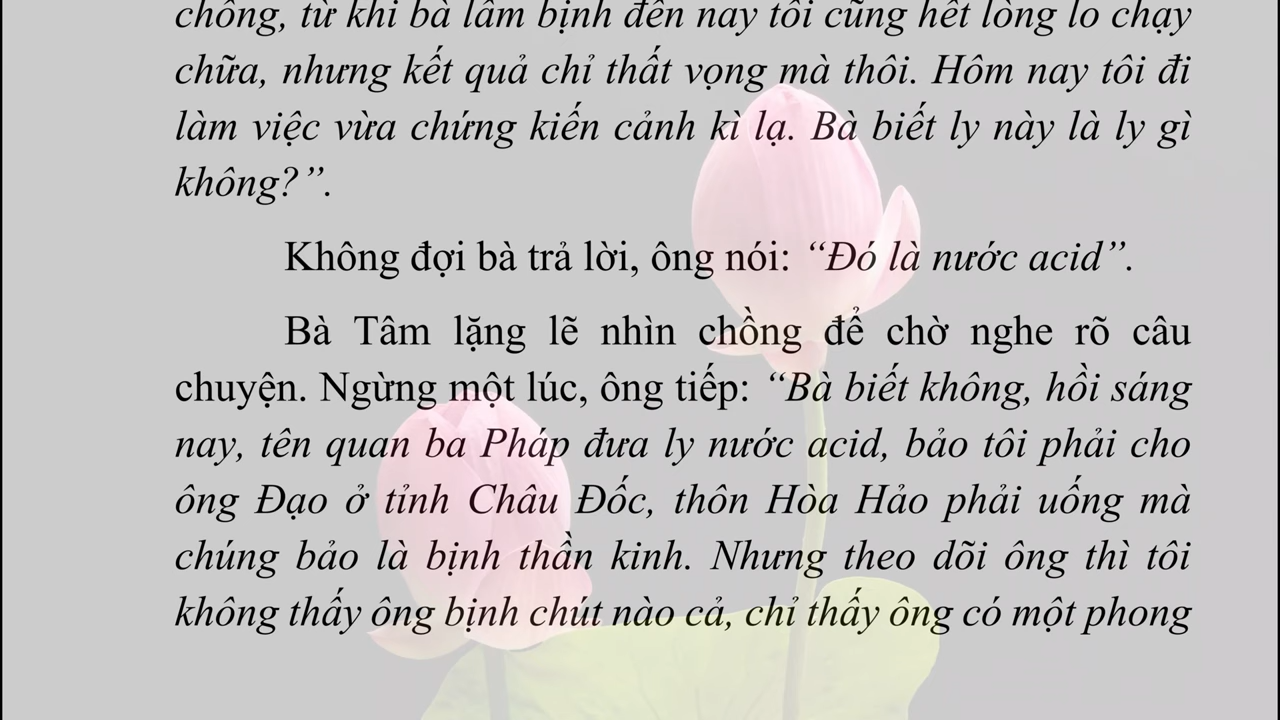 chồng, từ khi bà lâm bịnh đến nay tôi cũng hết lòng lo chạy
chữa, nhưng kết quả chỉ thất vọng mà thôi. Hôm nay tôi đi
làm việc vừa chứng kiến cảnh kì lạ. Bà biết ly này là ly gì
không?”.
Không đợi bà trả lời, ông nói: “Đó là nước acid”.
Bà Tâm lặng lẽ nhìn chồng để chờ nghe rõ câu
chuyện. Ngừng một lúc, ông tiếp: “Bà biết không, hồi sáng
nay, tên quan ba Pháp đưa ly nước acid, bảo tôi phải cho
ông Đạo ở tỉnh Châu Đốc, thôn Hòa Hảo phải uống mà
chúng bảo là bịnh thần kinh. Nhưng theo dõi ông thì tôi
không thấy ông bịnh chút nào cả, chỉ thấy ông có một phong